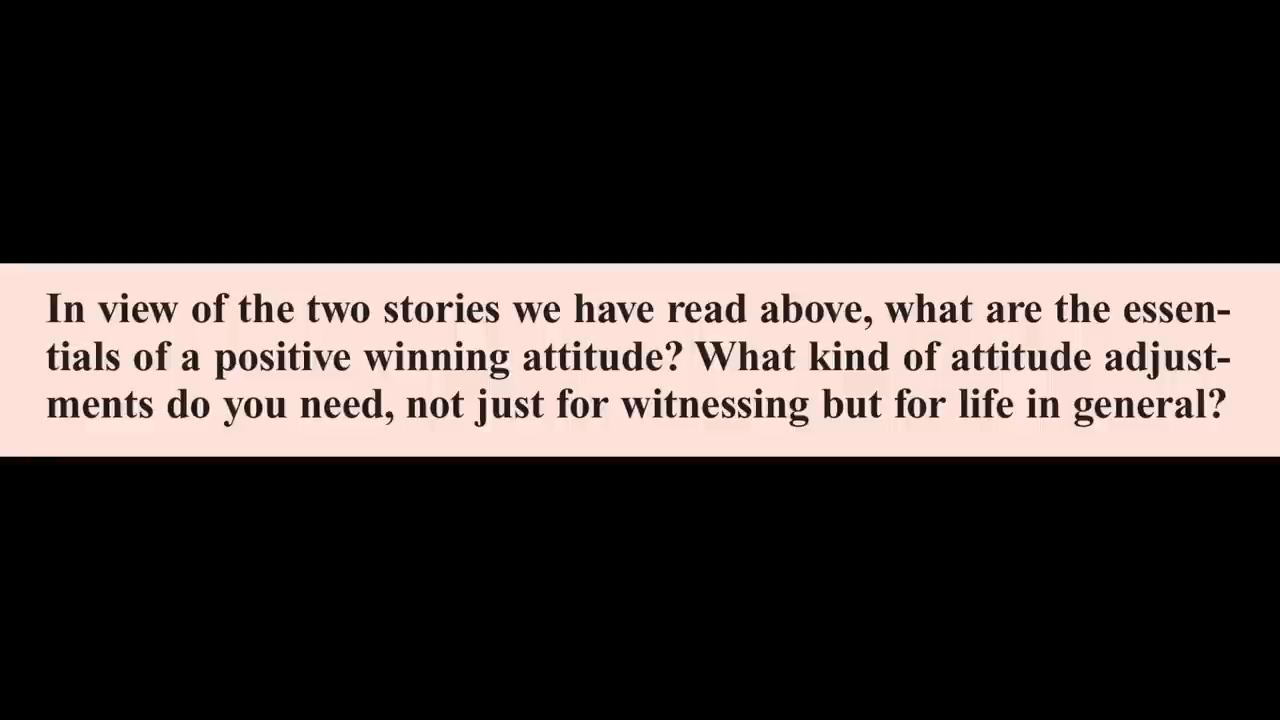 In view of the two stories we have read above, what are the essen-
tials of a positive winning attitude? What kind of attitude adjust-
ments do you need, not just for witnessing but for life in general?